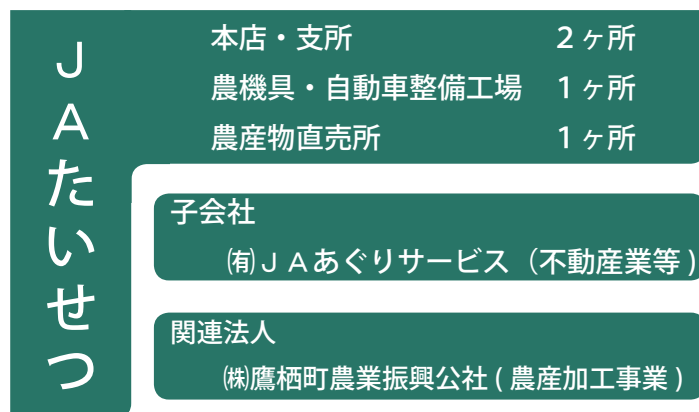 JAたいせつ
本店・支所 2ヶ所
農機具・自動車整備工場 1ヶ所
農産物直売所 1ヶ所
子会社
㈲JAあぐりサービス（不動産業等)
関連法人
㈱鷹栖町農業振興公社(農産加工事業)